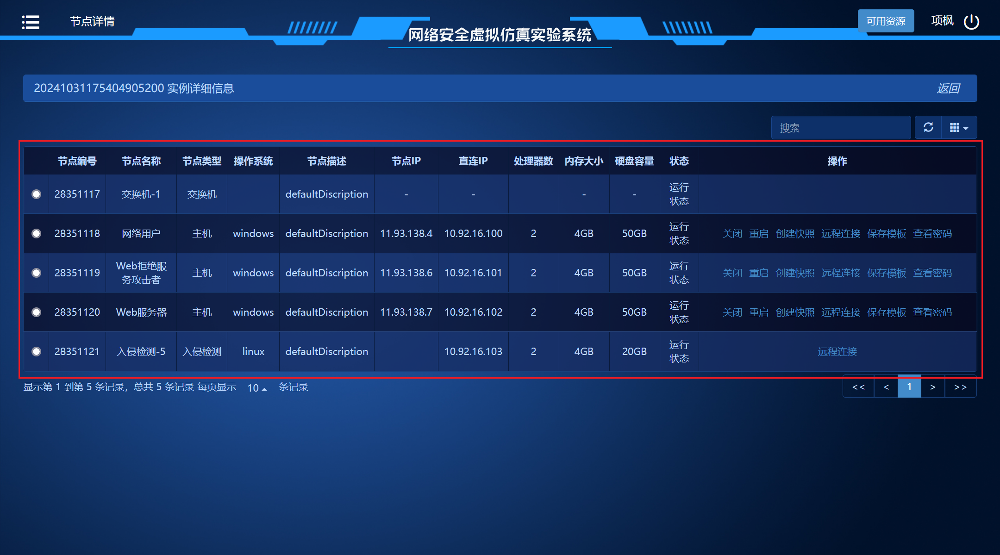 节点详情
网络安全虚拟仿真实验系统
可用资源
项枫
20241031175404905200 实例详细信息
返回
搜索
节点编号 节点名称 节点类型 操作系统 节点描述 节点IP 直连IP 处理器数 内存大小 硬盘容量 状态 操作
28351117 交换机-1 交换机 defaultDiscription - - - - 运行状态
28351118 网络用户 主机 windows defaultDiscription 11.93.138.4 10.92.16.100 2 4GB 50GB 运行状态 关闭 重启 创建快照 远程连接 保存模板 查看密码
28351119 Web拒绝服务攻击者 主机 windows defaultDiscription 11.93.138.6 10.92.16.101 2 4GB 50GB 运行状态 关闭 重启 创建快照 远程连接 保存模板 查看密码
28351120 Web服务器 主机 windows defaultDiscription 11.93.138.7 10.92.16.102 2 4GB 50GB 运行状态 关闭 重启 创建快照 远程连接 保存模板 查看密码
28351121 入侵检测-5 入侵检测 linux defaultDiscription 10.92.16.103 2 4GB 20GB 运行状态 远程连接
显示第 1 到第 5 条记录，总共 5 条记录 每页显示 10 条记录
<< < 1 > >>